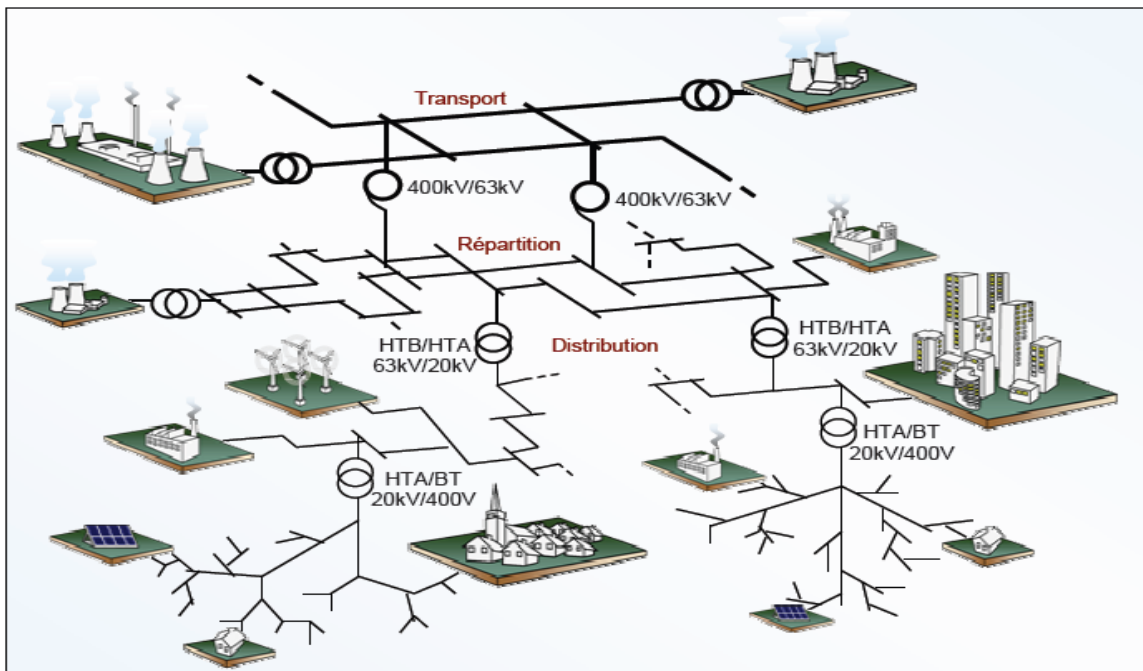 Transport
400kV/63kV
400kV/63kV
Répartition
HTB/HTA
63kV/20kV
Distribution
HTB/HTA
63kV/20kV
HTA/BT
20kV/400V
HTA/BT
20kV/400V